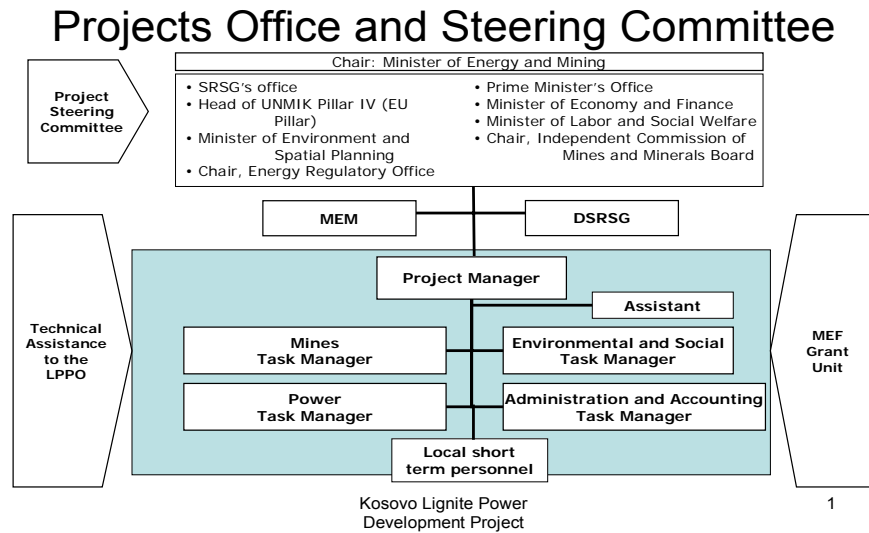 Projects Office and Steering Committee
Project
Steering
Committee
Chair: Minister of Energy and Mining
• SRSG's office
• Head of UNMIK Pillar IV (EU
Pillar)
• Minister of Environment and
Spatial Planning
• Chair, Energy Regulatory Office
• Prime Minister's Office
• Minister of Economy and Finance
• Minister of Labor and Social Welfare
• Chair, Independent Commission of
Mines and Minerals Board
MEM
DSRSG
Technical
Assistance
to the
LPPO
Project Manager
Assistant
Mines
Task Manager
Environmental and Social
Task Manager
Power
Task Manager
Administration and Accounting
Task Manager
Local short
term personnel
MEF
Grant
Unit
Kosovo Lignite Power
Development Project
1